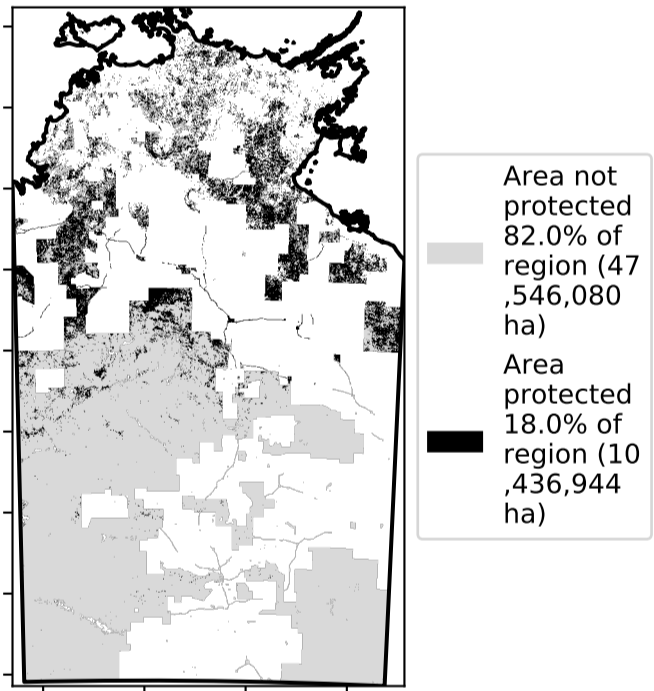 Area not
protected
82.0% of
region (47
,546,080
ha)
Area
protected
18.0% of
region (10
,436,944
ha)